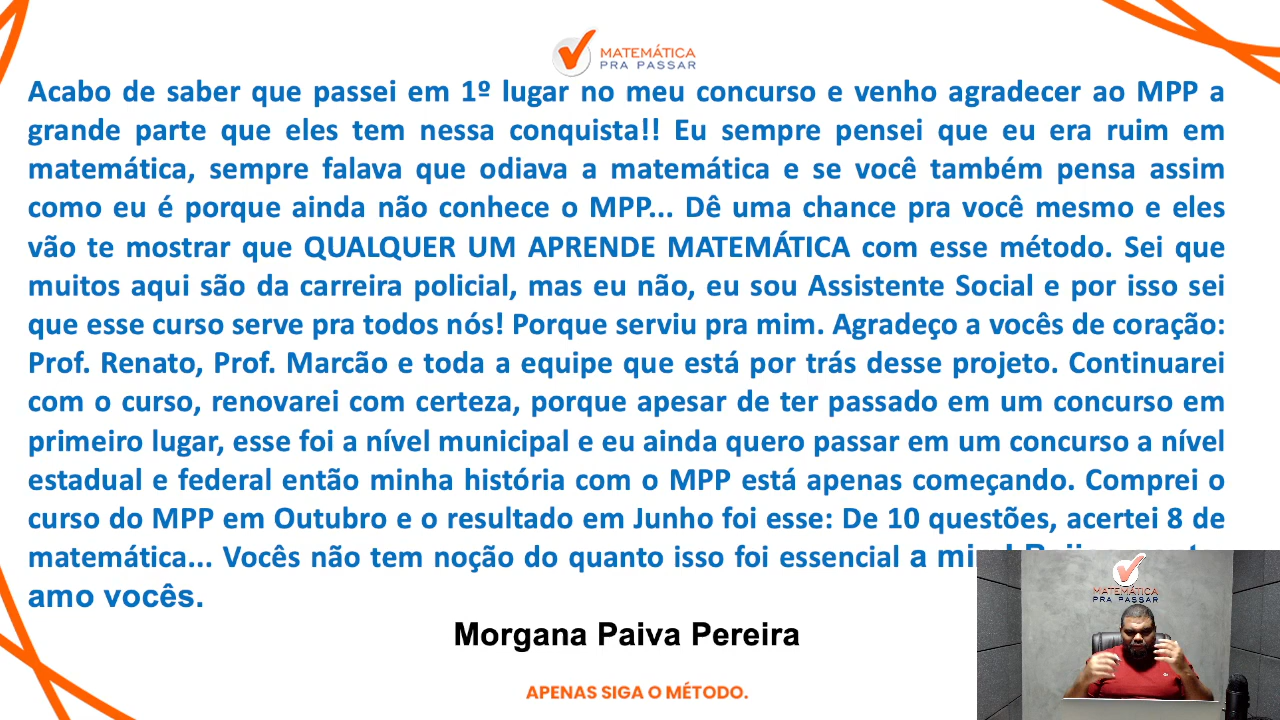 MATEMÁTICA
PRA PASSAR
Acabo de saber que passei em 1º lugar no meu concurso e venho agradecer ao MPP a
grande parte que eles tem nessa conquista!! Eu sempre pensei que eu era ruim em
matemática, sempre falava que odiava a matemática e se você também pensa assim
como eu é porque ainda não conhece o MPP... Dê uma chance pra você mesmo e eles
vão te mostrar que QUALQUER UM APRENDE MATEMÁTICA com esse método. Sei que
muitos aqui são da carreira policial, mas eu não, eu sou Assistente Social e por isso sei
que esse curso serve pra todos nós! Porque serviu pra mim. Agradeço a vocês de coração:
Prof. Renato, Prof. Marcão e toda a equipe que está por trás desse projeto. Continuarei
com o curso, renovarei com certeza, porque apesar de ter passado em um concurso em
primeiro lugar, esse foi a nível municipal e eu ainda quero passar em um concurso a nível
estadual e federal então minha história com o MPP está apenas começando. Comprei o
curso do MPP em Outubro e o resultado em Junho foi esse: De 10 questões, acertei 8 de
matemática... Vocês não tem noção do quanto isso foi essencial a
amo vocês.
Morgana Paiva Pereira
APENAS SIGA O MÉTODO.
MATEMÁTICA
PRA PASSAR